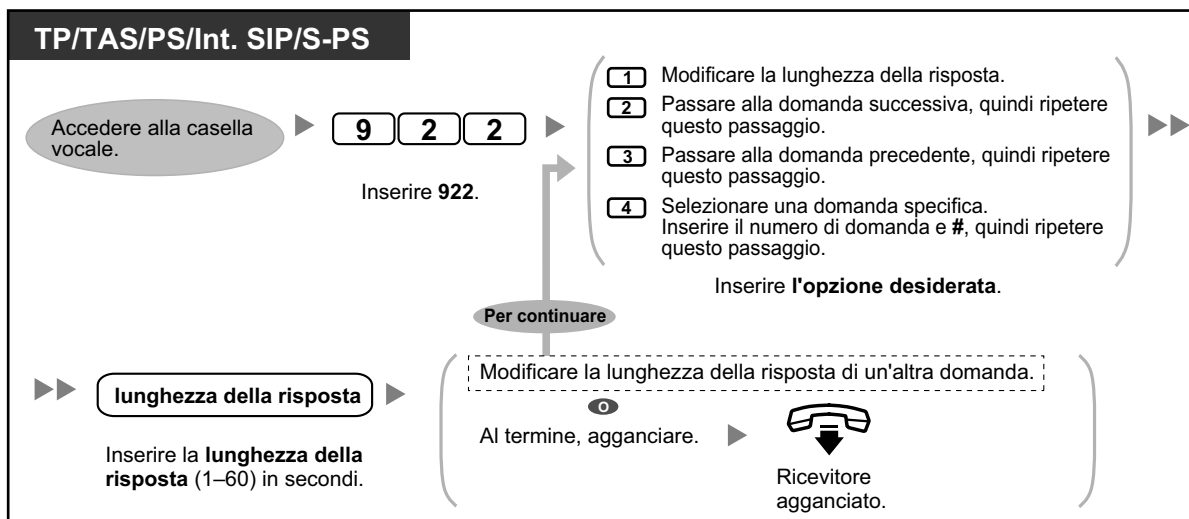 TP/TAS/PS/Int. SIP/S-PS
Accedere alla casella
vocale.
9 2 2
Inserire 922.
1 Modificare la lunghezza della risposta.
2 Passare alla domanda successiva, quindi ripetere
questo passaggio.
3 Passare alla domanda precedente, quindi ripetere
questo passaggio.
4 Selezionare una domanda specifica.
Inserire il numero di domanda e #, quindi ripetere
questo passaggio.
Inserire l'opzione desiderata.
Per continuare
lunghezza della risposta
Inserire la lunghezza della
risposta (1–60) in secondi.
Modificare la lunghezza della risposta di un'altra domanda.
O
Al termine, agganciare.
Ricevitore
agganciato.